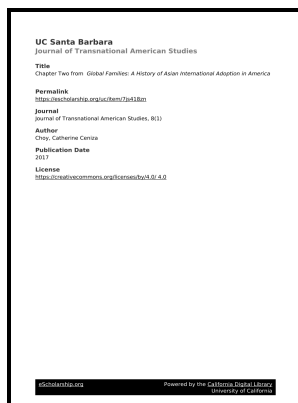 UC Santa Barbara
Journal of Transnational American Studies
Title
Chapter Two from Global Families: A History of Asian International Adoption in America
Permalink
https://escholarship.org/uc/item/7js418zn
Journal
Journal of Transnational American Studies, 8(1)
Author
Choy, Catherine Ceniza
Publication Date
2017
License
https://creativecommons.org/licenses/by/4.0/ 4.0
eScholarship.org
Powered by the California Digital Library
University of California